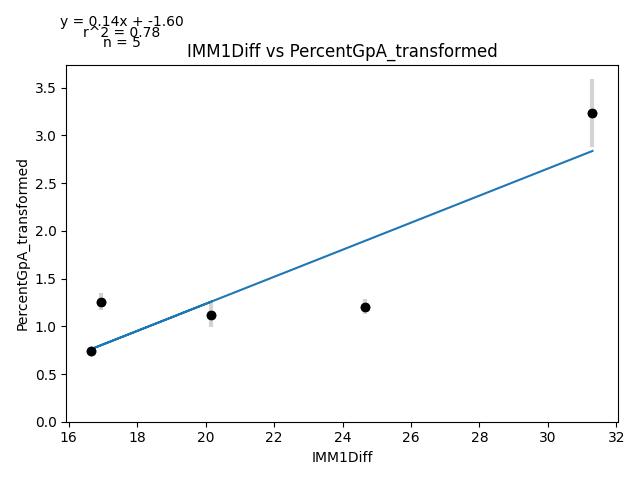 y = 0.14x + -1.60
r^2 = 0.78
n = 5
IMM1Diff vs PercentGpA_transformed
PercentGpA_transformed
3.5
3.0
2.5
2.0
1.5
1.0
0.5
0.0
16 18 20 22 24 26 28 30 32
IMM1Diff